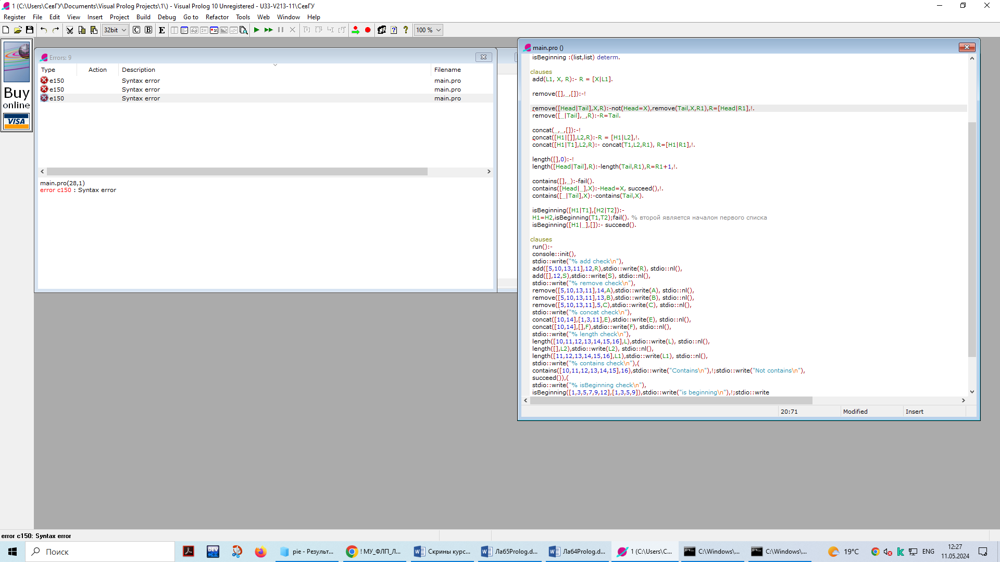 1 (C:\Users\СевГУ\Documents\Visual Prolog Projects\1\) - Visual Prolog 10 Unregistered - U33-V213-11\СевГУ
Register File Edit View Insert Project Build Debug Go to Refactor Tools Web Window Help
32bit C B E 100 %
Buy
online
VISA
Errors: 9
Type Action Description Filename
e150 Syntax error main.pro
e150 Syntax error main.pro
e150 Syntax error main.pro
main.pro(28,1)
error c150 : Syntax error
main.pro ()
isBeginning :(list,list) determ.
clauses
add(L1, X, R):- R = [X|L1].
remove([],_,[]):-!
remove([Head|Tail],X,R):-not(Head=X),remove(Tail,X,R1),R=[Head|R1],!.
remove([_|Tail],_,R):-R=Tail.
concat(_,_,[]):-!
concat([H1|[]],L2,R):-R = [H1|L2],!.
concat([H1|T1],L2,R):- concat(T1,L2,R1), R=[H1|R1],!.
length([],0):-!
length([Head|Tail],R):-length(Tail,R1),R=R1+1,!.
contains([],_):-fail().
contains([Head|_],X):-Head=X, succeed(),!.
contains([_|Tail],X):-contains(Tail,X).
isBeginning([H1|T1],[H2|T2]):-
H1=H2,isBeginning(T1,T2);fail(). % второй является началом первого списка
isBeginning([H1|_],[]):- succeed().
clauses
run():-
console::init(),
stdio::write("% add check\n"),
add([5,10,13,11],12,R),stdio::write(R), stdio::nl(),
add([],12,S),stdio::write(S), stdio::nl(),
stdio::write("% remove check\n"),
remove([5,10,13,11],14,A),stdio::write(A), stdio::nl(),
remove([5,10,13,11],13,B),stdio::write(B), stdio::nl(),
remove([5,10,13,11],5,C),stdio::write(C), stdio::nl(),
stdio::write("% concat check\n"),
concat([10,14],[1,3,11],E),stdio::write(E), stdio::nl(),
concat([10,14],[],F),stdio::write(F), stdio::nl(),
stdio::write("% length check\n"),
length([10,11,12,13,14,15,16],L),stdio::write(L), stdio::nl(),
length([],L2),stdio::write(L2), stdio::nl(),
length([11,12,13,14,15,16],L1),stdio::write(L1), stdio::nl(),
stdio::write("% contains check\n"),(
contains([10,11,12,13,14,15],16),stdio::write("Contains\n"),!;stdio::write("Not contains\n"),
succeed()),(
stdio::write("% isBeginning check\n"),
isBeginning([1,3,5,7,9,12],[1,3,5,9]),stdio::write("is beginning\n"),!;stdio::write
20:71 Modified Insert
error c150: Syntax error
Поиск
DEV
pie - Результ...
! МУ_ФЛП_Л...
Скрины курс...
Лаб5Prolog.d...
Лаб4Prolog.d...
1 (C:\Users\С...
C:\Windows\...
C:\Windows\...
19°C
ENG
12:27
11.05.2024